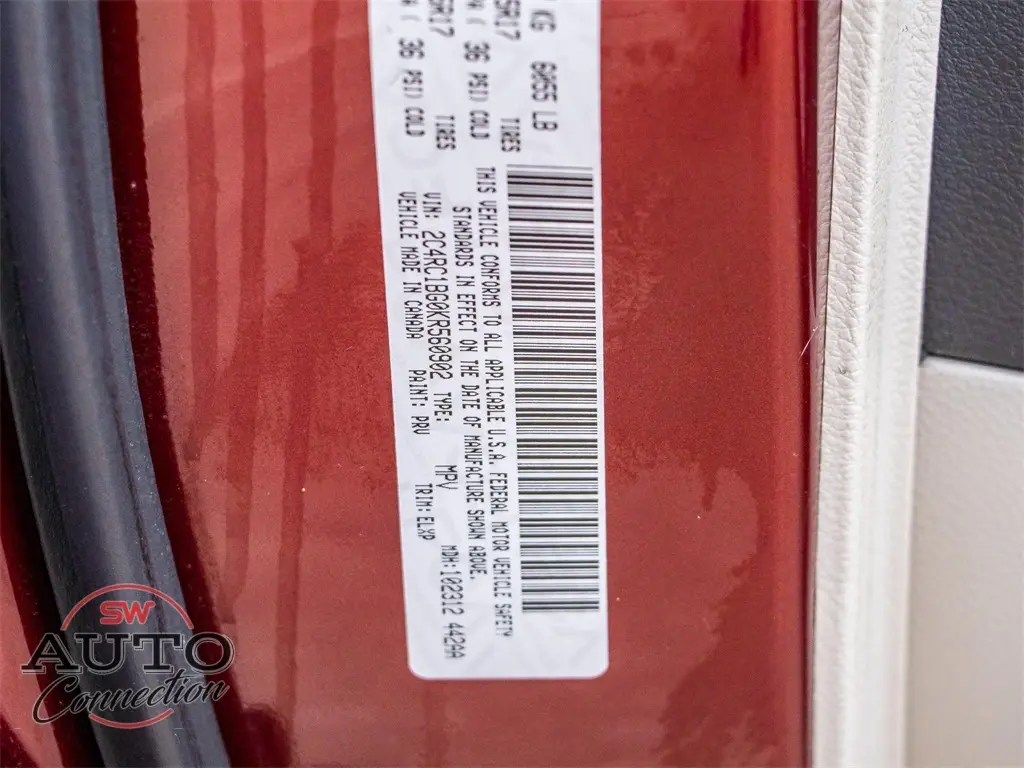 KG 6055 LB
5R17 TIRES
( 36 PSI) COLD
5R17 TIRES
( 36 PSI) COLD
THIS VEHICLE CONFORMS TO ALL APPLICABLE U.S.A. FEDERAL MOTOR VEHICLE SAFETY
STANDARDS IN EFFECT ON THE DATE OF MANUFACTURE SHOWN ABOVE.
VIN: 2C4RC1BG0KR560902 TYPE: MPV MDH:102312 442AA
VEHICLE MADE IN CANADA PAINT: PRV TRIM:ELXP
SW
AUTO
Connection